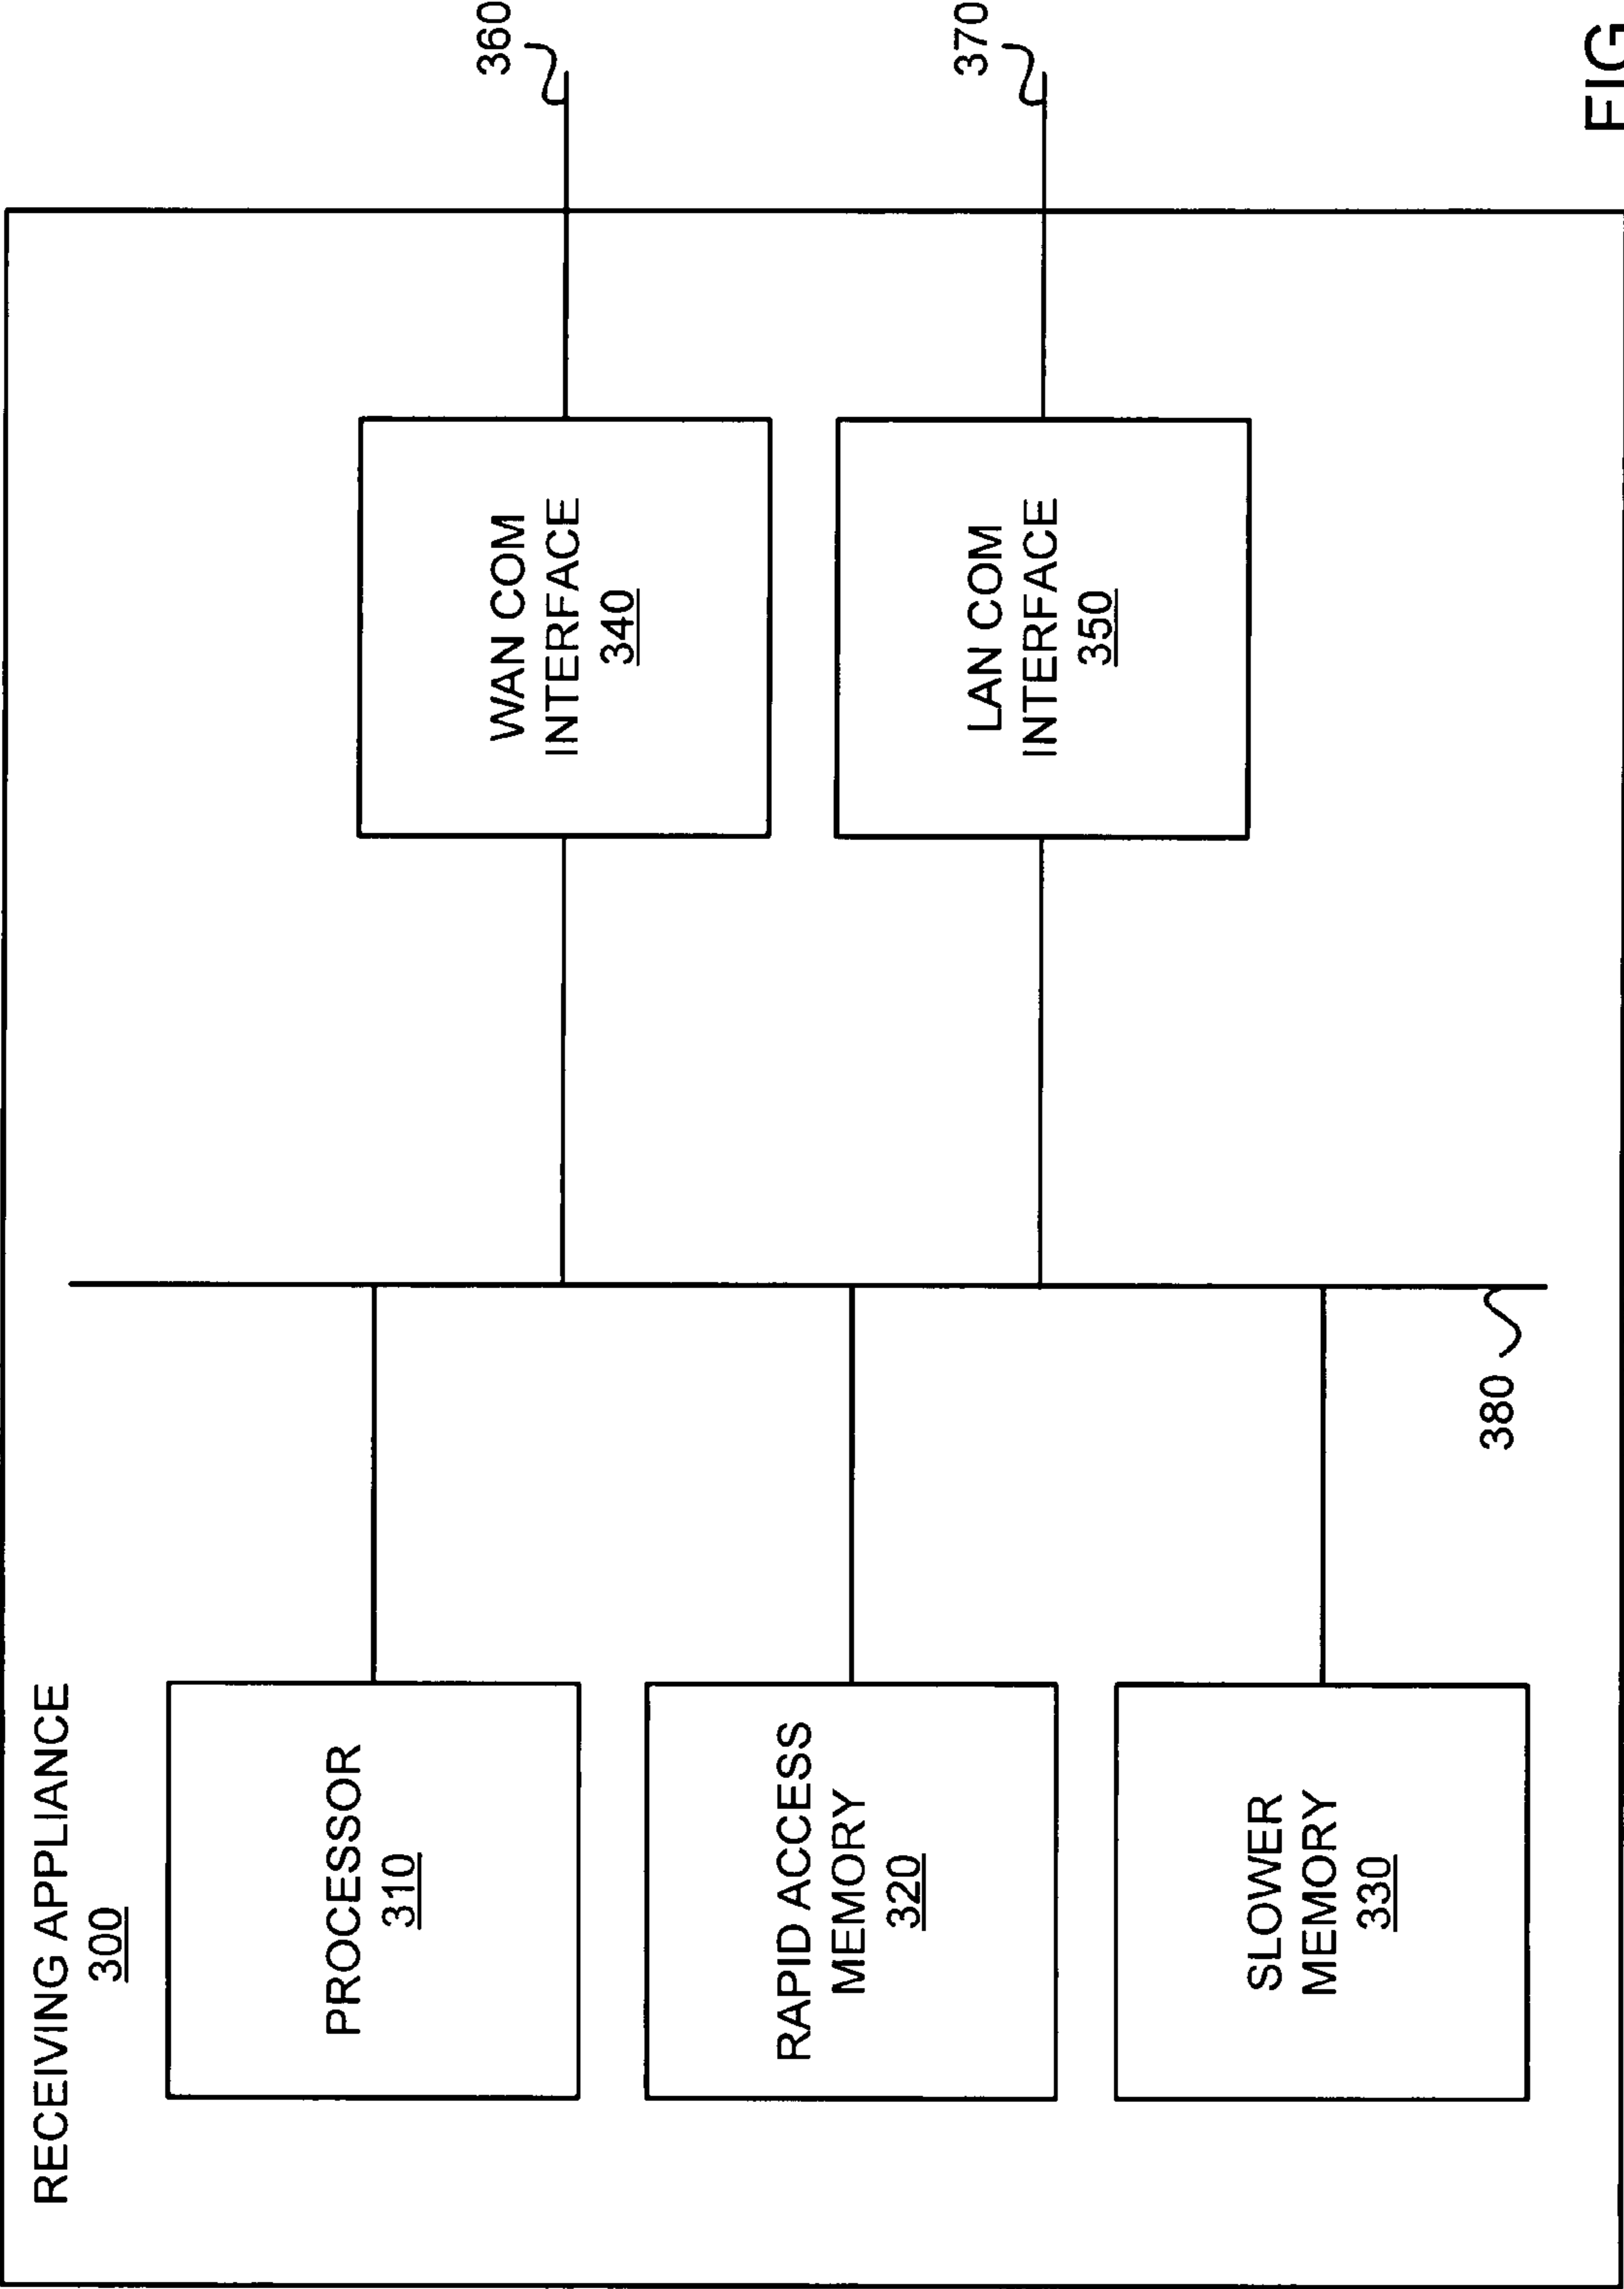 RECEIVING APPLIANCE
300
PROCESSOR
310
RAPID ACCESS
MEMORY
320
SLOWER
MEMORY
330
WAN COM
INTERFACE
340
LAN COM
INTERFACE
350
360
370
380
FIG